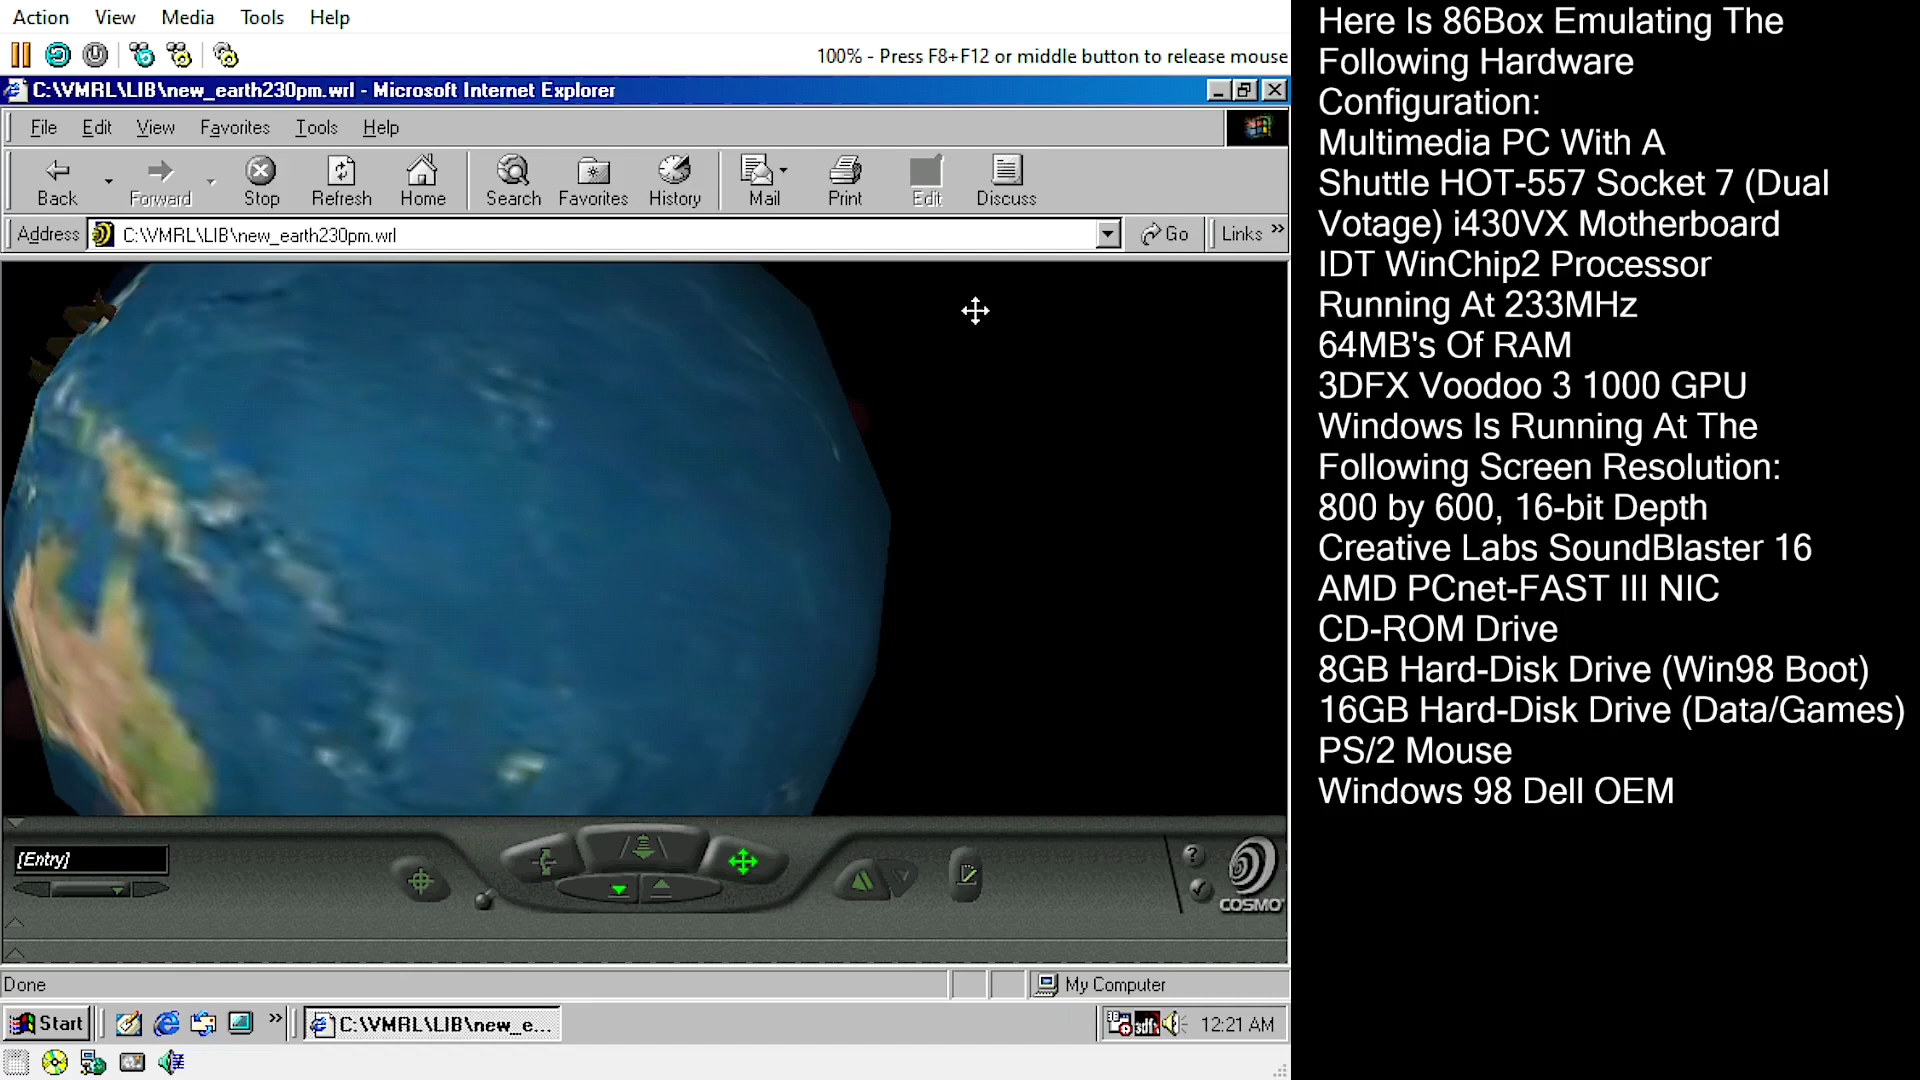 Action View Media Tools Help
100% - Press F8+F12 or middle button to release mouse
C:\VMRL\LIB\new_earth230pm.wrl - Microsoft Internet Explorer
File Edit View Favorites Tools Help
Back Forward Stop Refresh Home Search Favorites History Mail Print Edit Discuss
Address C:\VMRL\LIB\new_earth230pm.wrl Go Links »
[Entry]
?
COSMO
Done My Computer
Start » C:\VMRL\LIB\new_e... 3dfx 12:21 AM
Here Is 86Box Emulating The
Following Hardware
Configuration:
Multimedia PC With A
Shuttle HOT-557 Socket 7 (Dual
Votage) i430VX Motherboard
IDT WinChip2 Processor
Running At 233MHz
64MB's Of RAM
3DFX Voodoo 3 1000 GPU
Windows Is Running At The
Following Screen Resolution:
800 by 600, 16-bit Depth
Creative Labs SoundBlaster 16
AMD PCnet-FAST III NIC
CD-ROM Drive
8GB Hard-Disk Drive (Win98 Boot)
16GB Hard-Disk Drive (Data/Games)
PS/2 Mouse
Windows 98 Dell OEM